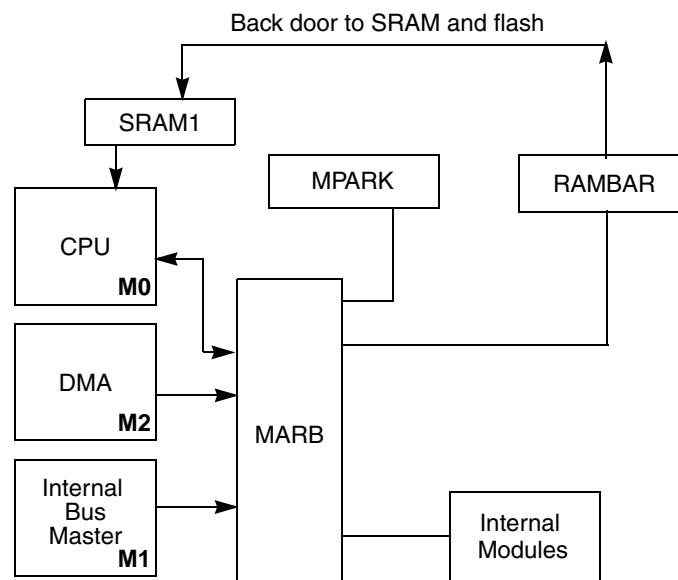 Back door to SRAM and flash
SRAM1
MPARK
RAMBAR
CPU
M0
DMA
M2
MARB
Internal
Bus
Master
M1
Internal
Modules